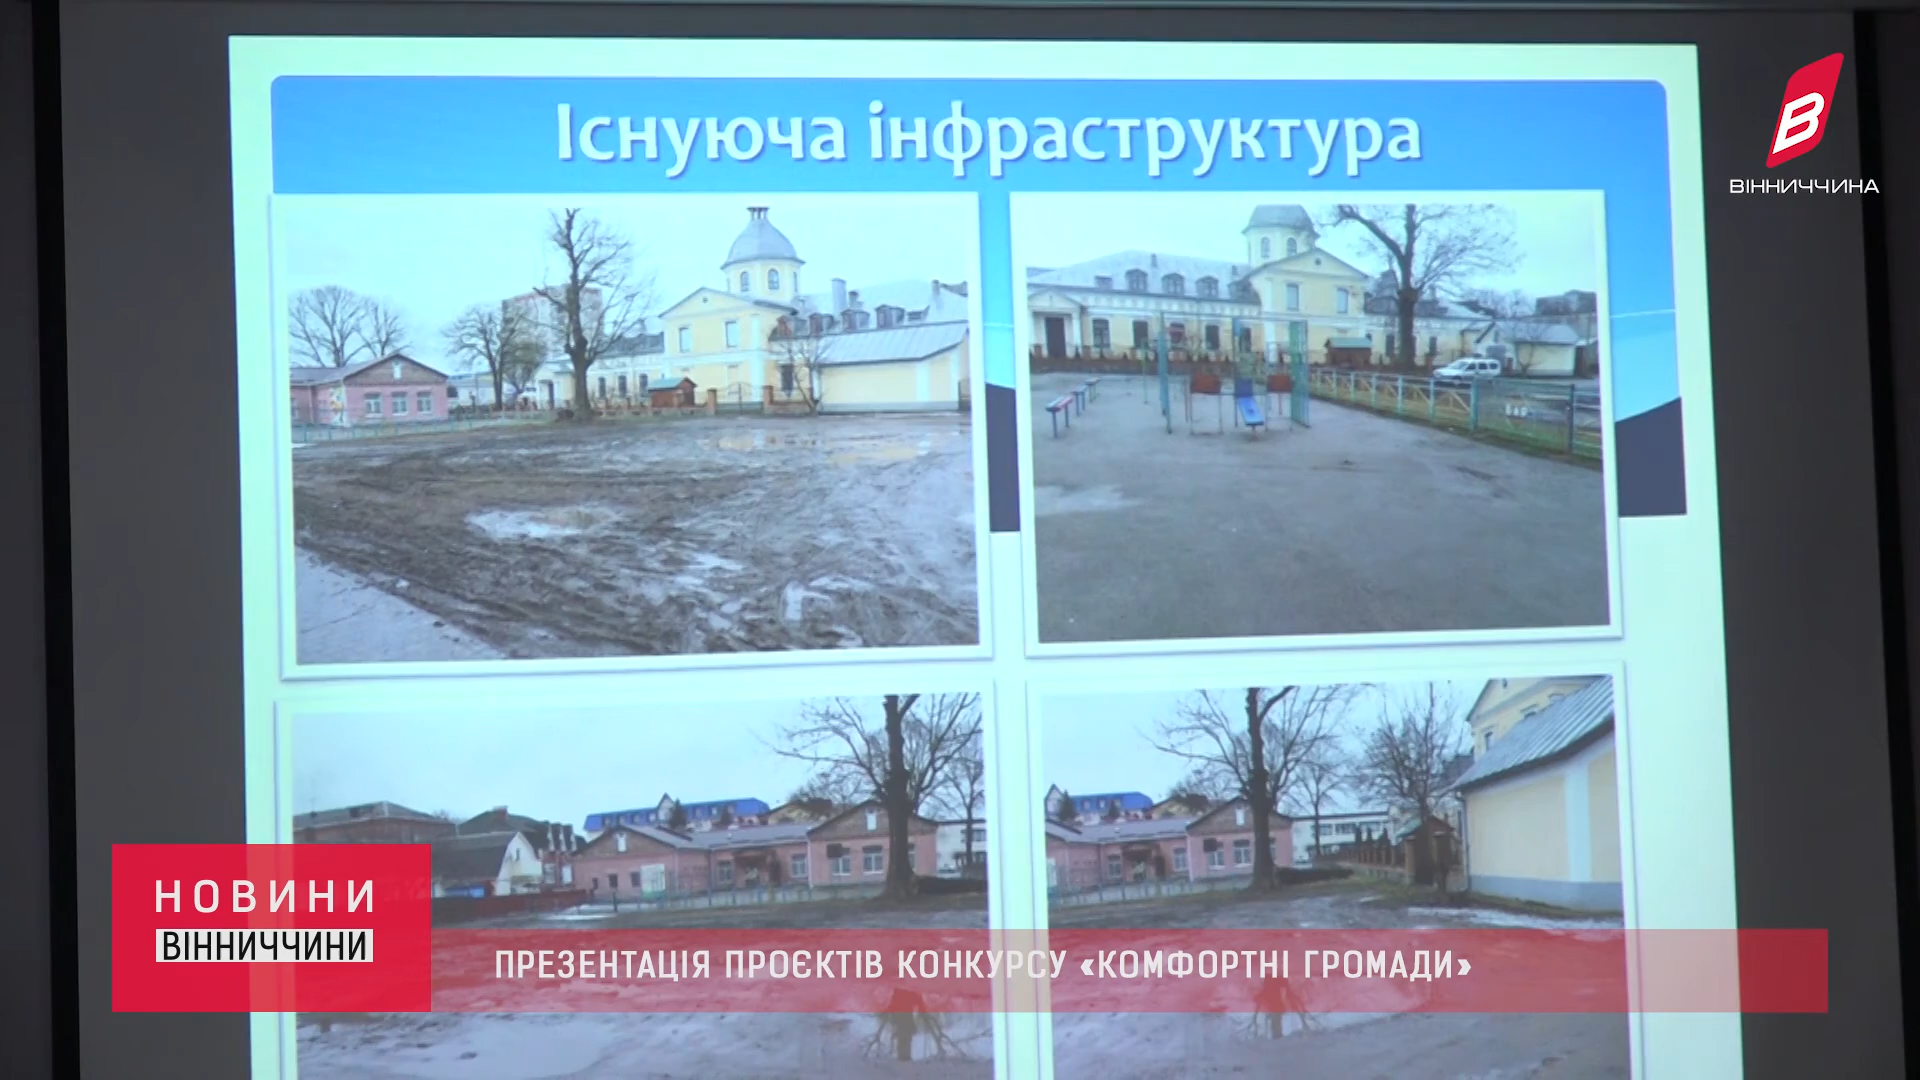 Існуюча інфраструктура
ВІННИЧЧИНА
НОВИНИ
ВІННИЧЧИНИ
ПРЕЗЕНТАЦІЯ ПРОЄКТІВ КОНКУРСУ «КОМФОРТНІ ГРОМАДИ»